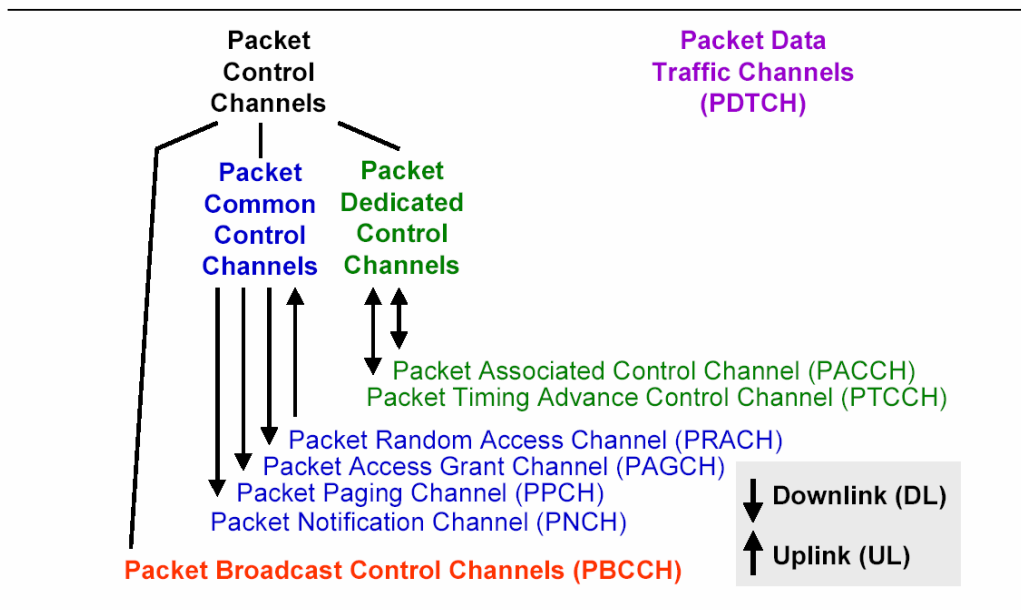 Packet
Control
Channels
Packet Data
Traffic Channels
(PDTCH)
Packet
Common
Control
Channels
Packet
Dedicated
Control
Channels
Packet Associated Control Channel (PACCH)
Packet Timing Advance Control Channel (PTCCH)
Packet Random Access Channel (PRACH)
Packet Access Grant Channel (PAGCH)
Packet Paging Channel (PPCH)
Packet Notification Channel (PNCH)
Packet Broadcast Control Channels (PBCCH)
Downlink (DL)
Uplink (UL)